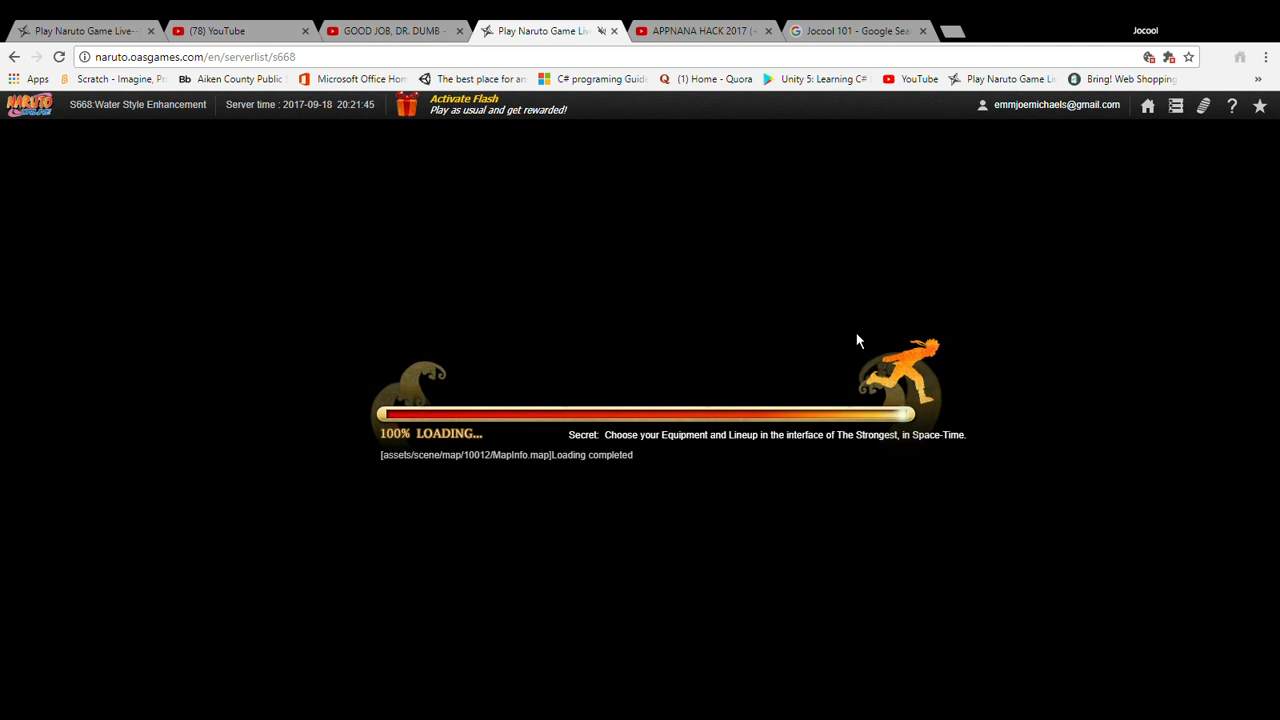 Play Naruto Game Live--
(78) YouTube
GOOD JOB, DR. DUMB -
Play Naruto Game Liv
APPNANA HACK 2017 (
Jocool 101 - Google Sea
Jocool
naruto.oasgames.com/en/serverlist/s668
Apps
Scratch - Imagine, Pr
Bb Aiken County Public
Microsoft Office Hom
The best place for an
C# programing Guide
Q (1) Home - Quora
Unity 5: Learning C#
YouTube
Play Naruto Game Li
Bring! Web Shopping
»
NARUTO ONLINE
S668:Water Style Enhancement
Server time : 2017-09-18 20:21:45
Activate Flash
Play as usual and get rewarded!
emmjoemichaels@gmail.com
?
100% LOADING...
Secret: Choose your Equipment and Lineup in the interface of The Strongest, in Space-Time.
[assets/scene/map/10012/MapInfo.map]Loading completed